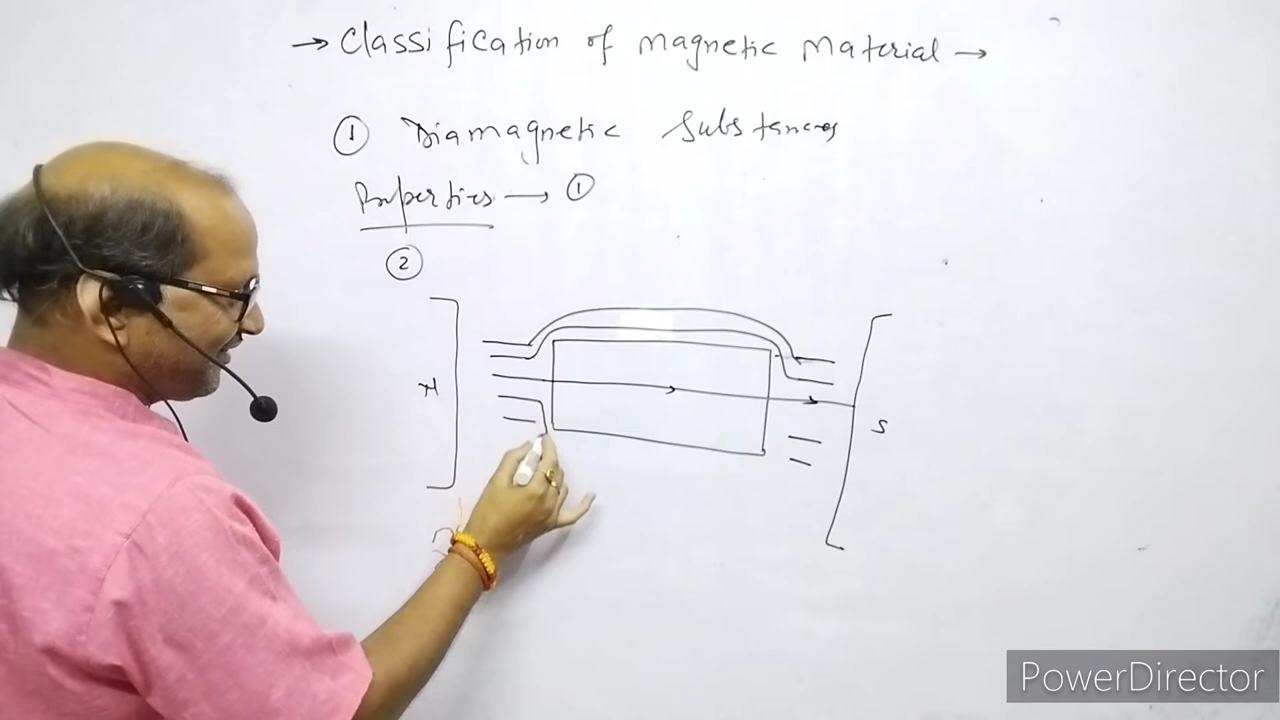 → Classification of magnetic Material →
① Diamagnetic Substances
Properties → ①
②
N
S
PowerDirector